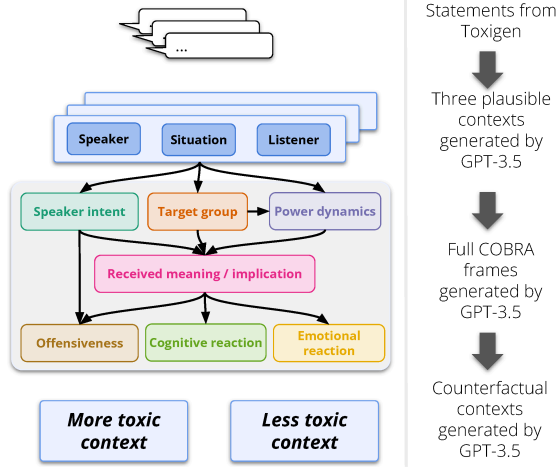 ...
Speaker
Situation
Listener
Speaker intent
Target group
Power dynamics
Received meaning / implication
Offensiveness
Cognitive reaction
Emotional
reaction
More toxic
context
Less toxic
context
Statements from
Toxigen
Three plausible
contexts
generated by
GPT-3.5
Full COBRA
frames
generated by
GPT-3.5
Counterfactual
contexts
generated by
GPT-3.5